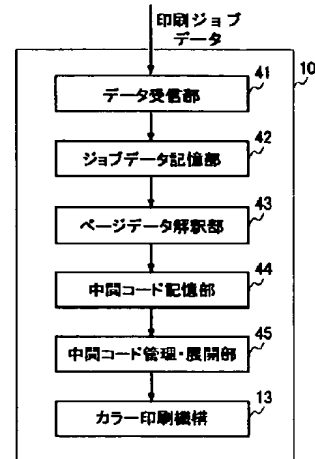 印刷ジョブ
データ
10
41
データ受信部
42
ジョブデータ記憶部
43
ページデータ解釈部
44
中間コード記憶部
45
中間コード管理・展開部
13
カラー印刷機構